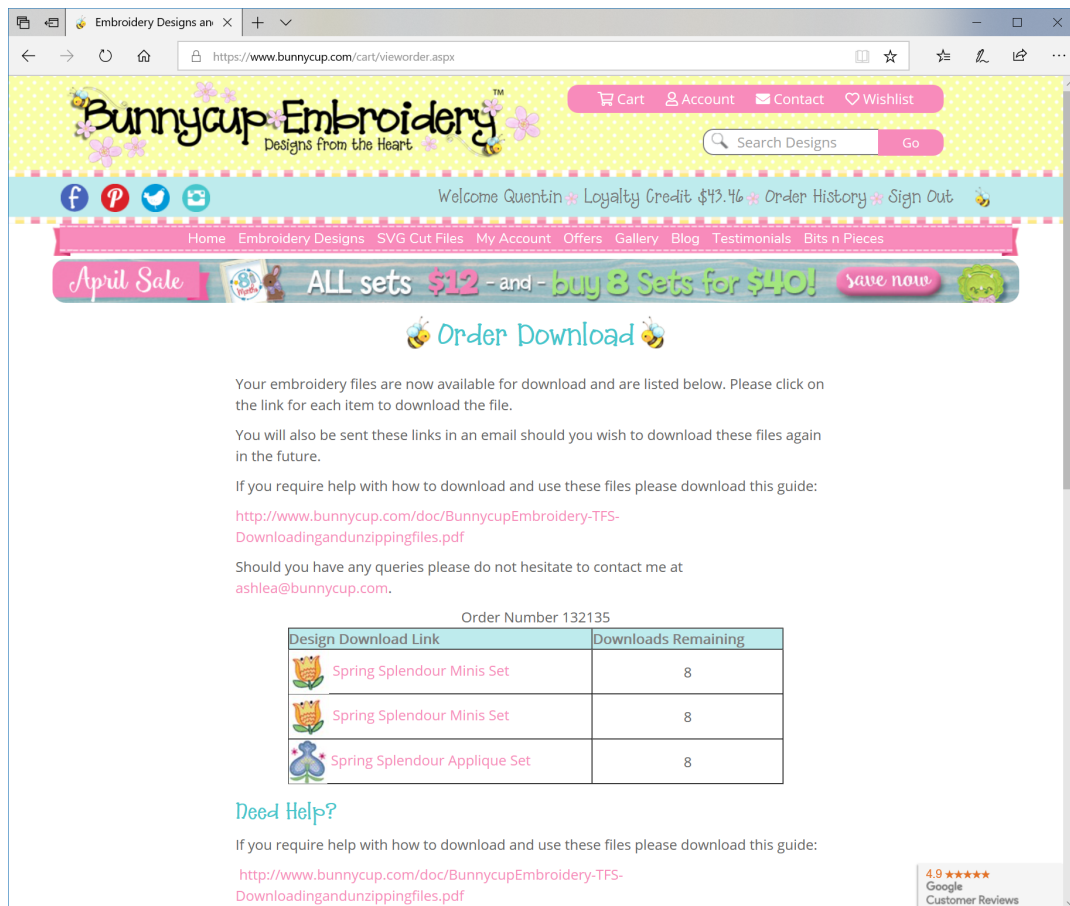 Embroidery Designs an
https://www.bunnycup.com/cart/vieworder.aspx
Bunnycup Embroidery™
Designs from the Heart
Cart Account Contact Wishlist
Search Designs Go
Welcome Quentin Loyalty Credit $43.46 Order History Sign Out
Home Embroidery Designs SVG Cut Files My Account Offers Gallery Blog Testimonials Bits n Pieces
April Sale ALL sets $12 - and - buy 8 Sets for $40! save now
Order Download
Your embroidery files are now available for download and are listed below. Please click on
the link for each item to download the file.
You will also be sent these links in an email should you wish to download these files again
in the future.
If you require help with how to download and use these files please download this guide:
http://www.bunnycup.com/doc/BunnycupEmbroidery-TFS-
Downloadingandunzippingfiles.pdf
Should you have any queries please do not hesitate to contact me at
ashlea@bunnycup.com.
Order Number 132135
Design Download Link Downloads Remaining
Spring Splendour Minis Set 8
Spring Splendour Minis Set 8
Spring Splendour Applique Set 8
Need Help?
If you require help with how to download and use these files please download this guide:
http://www.bunnycup.com/doc/BunnycupEmbroidery-TFS-
Downloadingandunzippingfiles.pdf
4.9 ★★★★★
Google
Customer Reviews